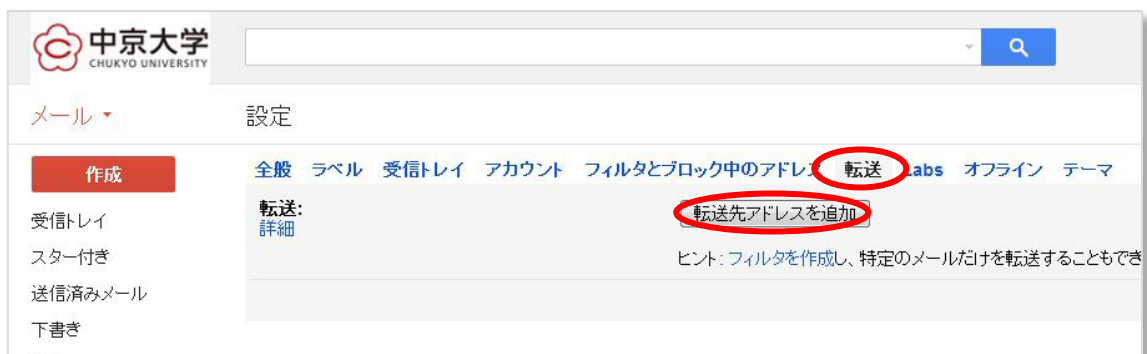 中京大学
CHUKYO UNIVERSITY
メール
設定
作成
全般 ラベル 受信トレイ アカウント フィルタとブロック中のアドレス 転送 Labs オフライン テーマ
転送:
詳細
転送先アドレスを追加
ヒント: フィルタを作成し、特定のメールだけを転送することもでき
受信トレイ
スター付き
送信済みメール
下書き